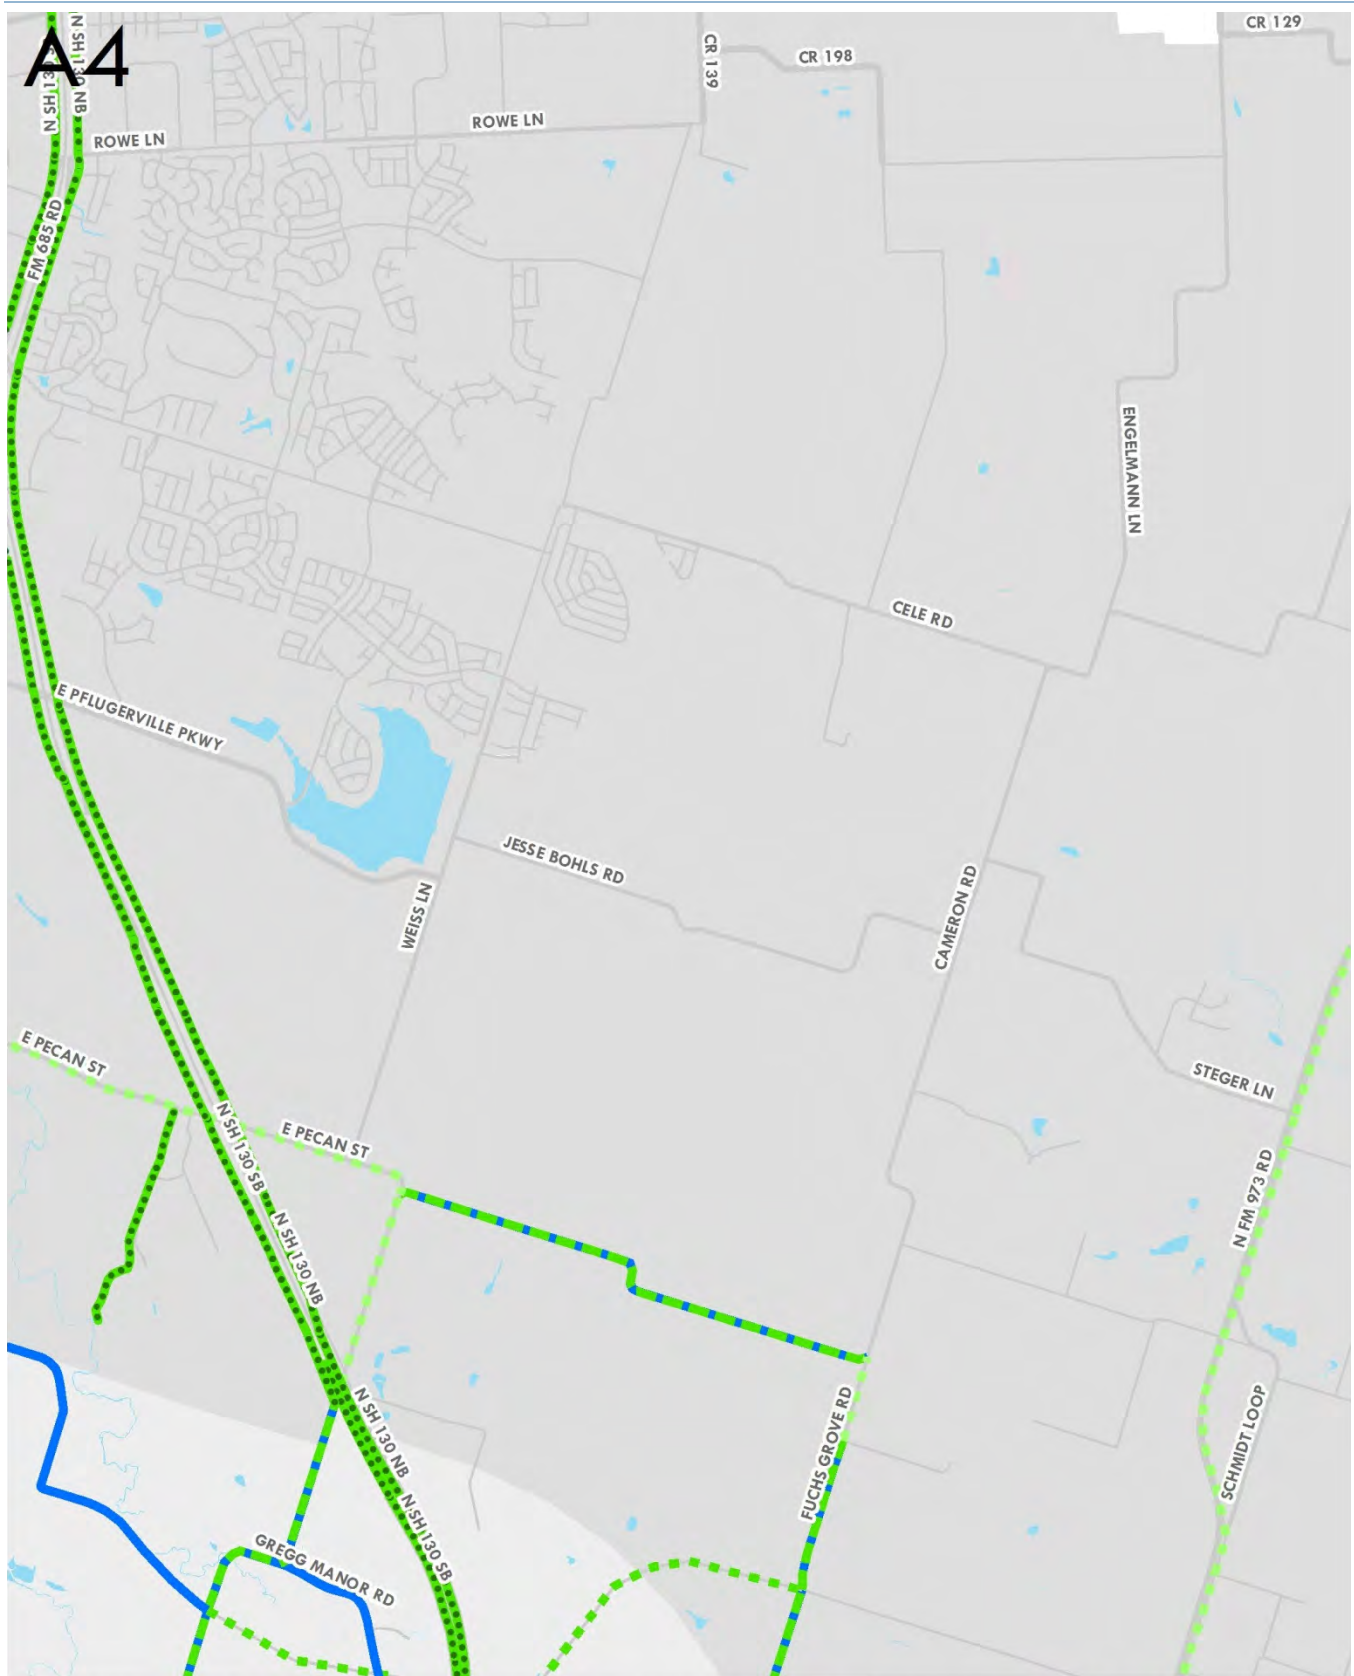 A4
N SH 130 NB
CR 139
CR 198
CR 129
ROWE LN
ROWE LN
FM 685 RD
ENGELMANN LN
CELE RD
E PFLUGERVILLE PKWY
JESSE BOHLS RD
WEISS LN
CAMERON RD
E PECAN ST
STEGER LN
E PECAN ST
N SH 130 SB
N FM 973 RD
N SH 130 NB
FUCHS GROVE RD
SCHMIDT LOOP
N SH 130 NB
N SH 130 SB
GREGG MANOR RD